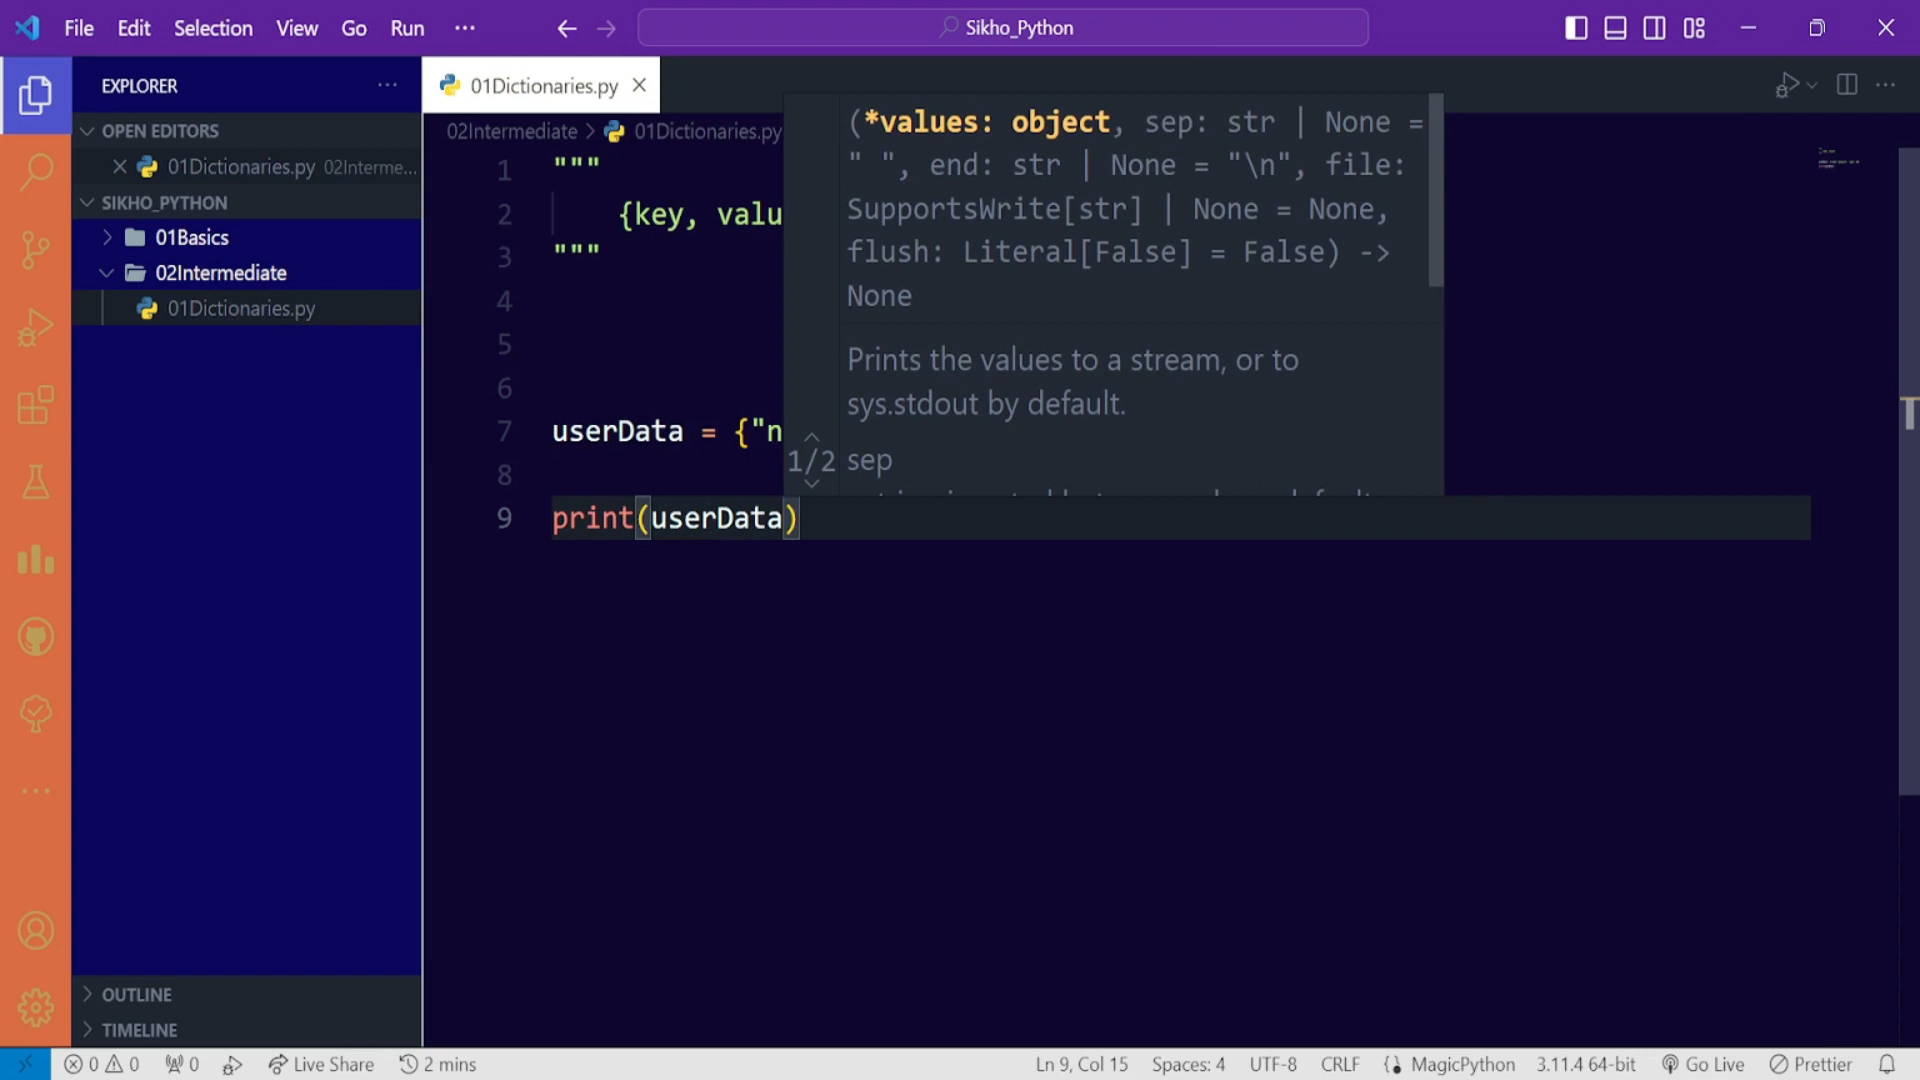 File Edit Selection View Go Run ...
Sikho_Python
EXPLORER
01Dictionaries.py
OPEN EDITORS
02Intermediate > 01Dictionaries.py
01Dictionaries.py 02Interme...
SIKHO_PYTHON
01Basics
02Intermediate
01Dictionaries.py
OUTLINE
TIMELINE
1 """
2 {key, valu
3 """
4
5
6
7 userData = {"n
8
9 print(userData)
(*values: object, sep: str | None =
" ", end: str | None = "\n", file:
SupportsWrite[str] | None = None,
flush: Literal[False] = False) ->
None
Prints the values to a stream, or to
sys.stdout by default.
1/2 sep
0 0 0 Live Share 2 mins Ln 9, Col 15 Spaces: 4 UTF-8 CRLF MagicPython 3.11.4 64-bit Go Live Prettier